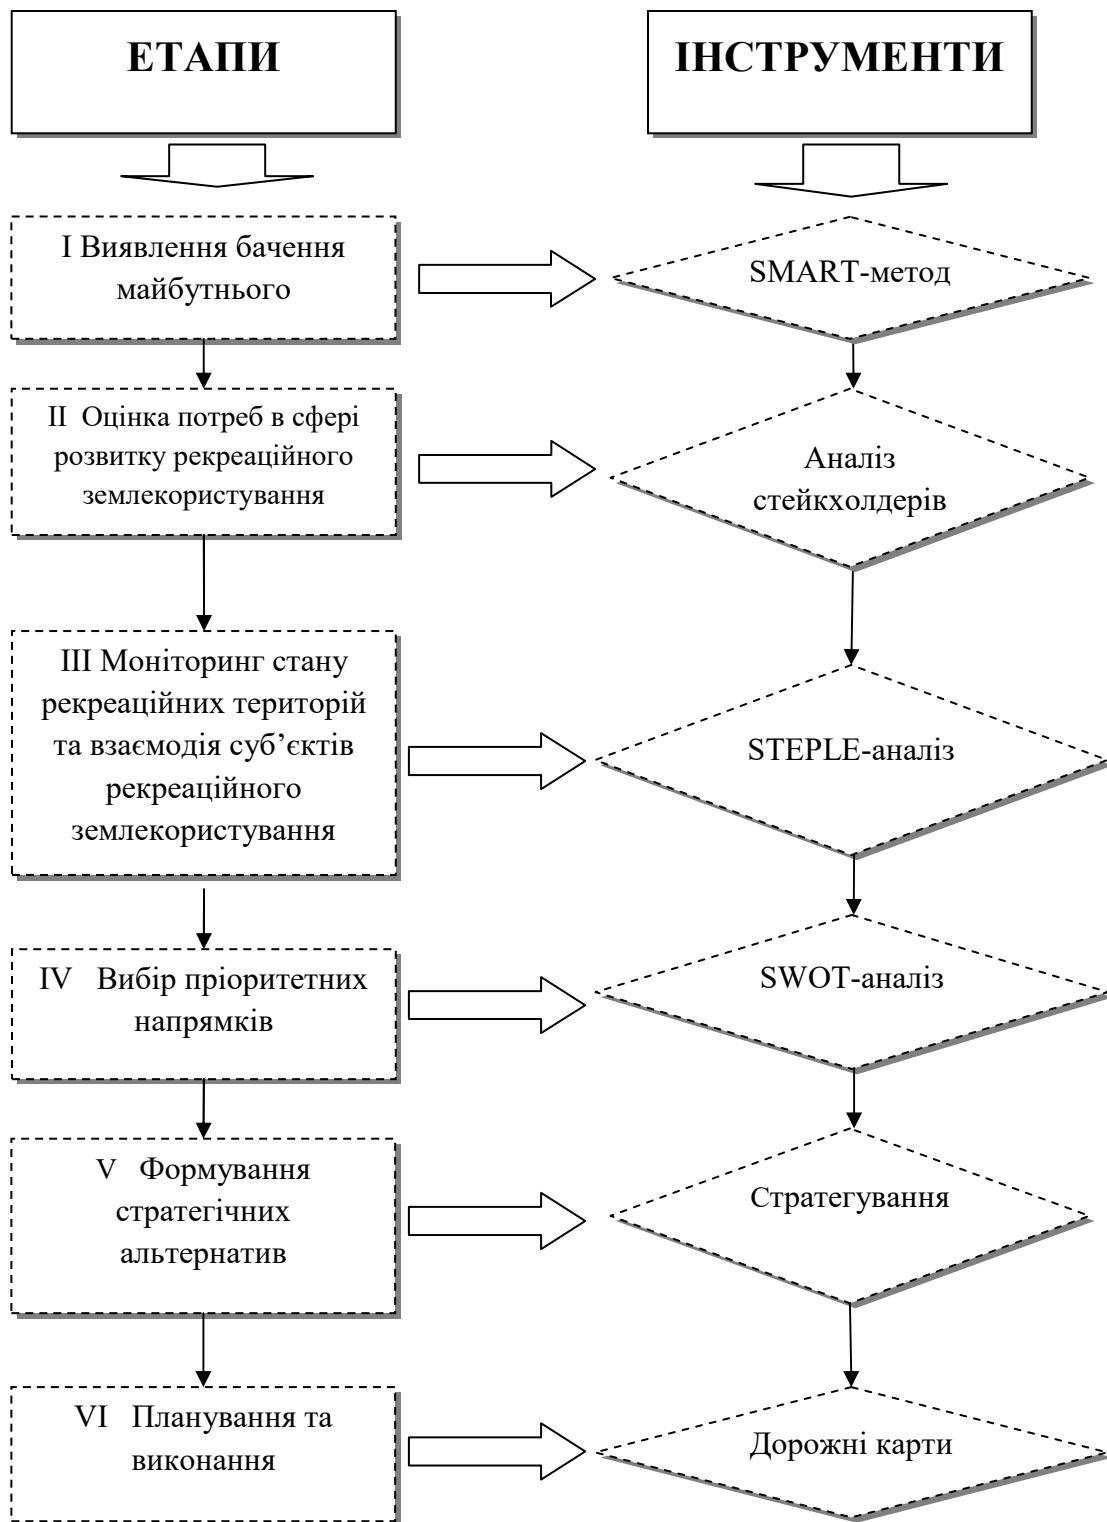 ЕТАПИ
ІНСТРУМЕНТИ
І Виявлення бачення
майбутнього
SMART-метод
ІІ Оцінка потреб в сфері
розвитку рекреаційного
землекористування
Аналіз
стейкхолдерів
ІІІ Моніторинг стану
рекреаційних територій
та взаємодія суб’єктів
рекреаційного
землекористування
STEPLE-аналіз
IV Вибір пріоритетних
напрямків
SWOT-аналіз
V Формування
стратегічних
альтернатив
Стратегування
VI Планування та
виконання
Дорожні карти